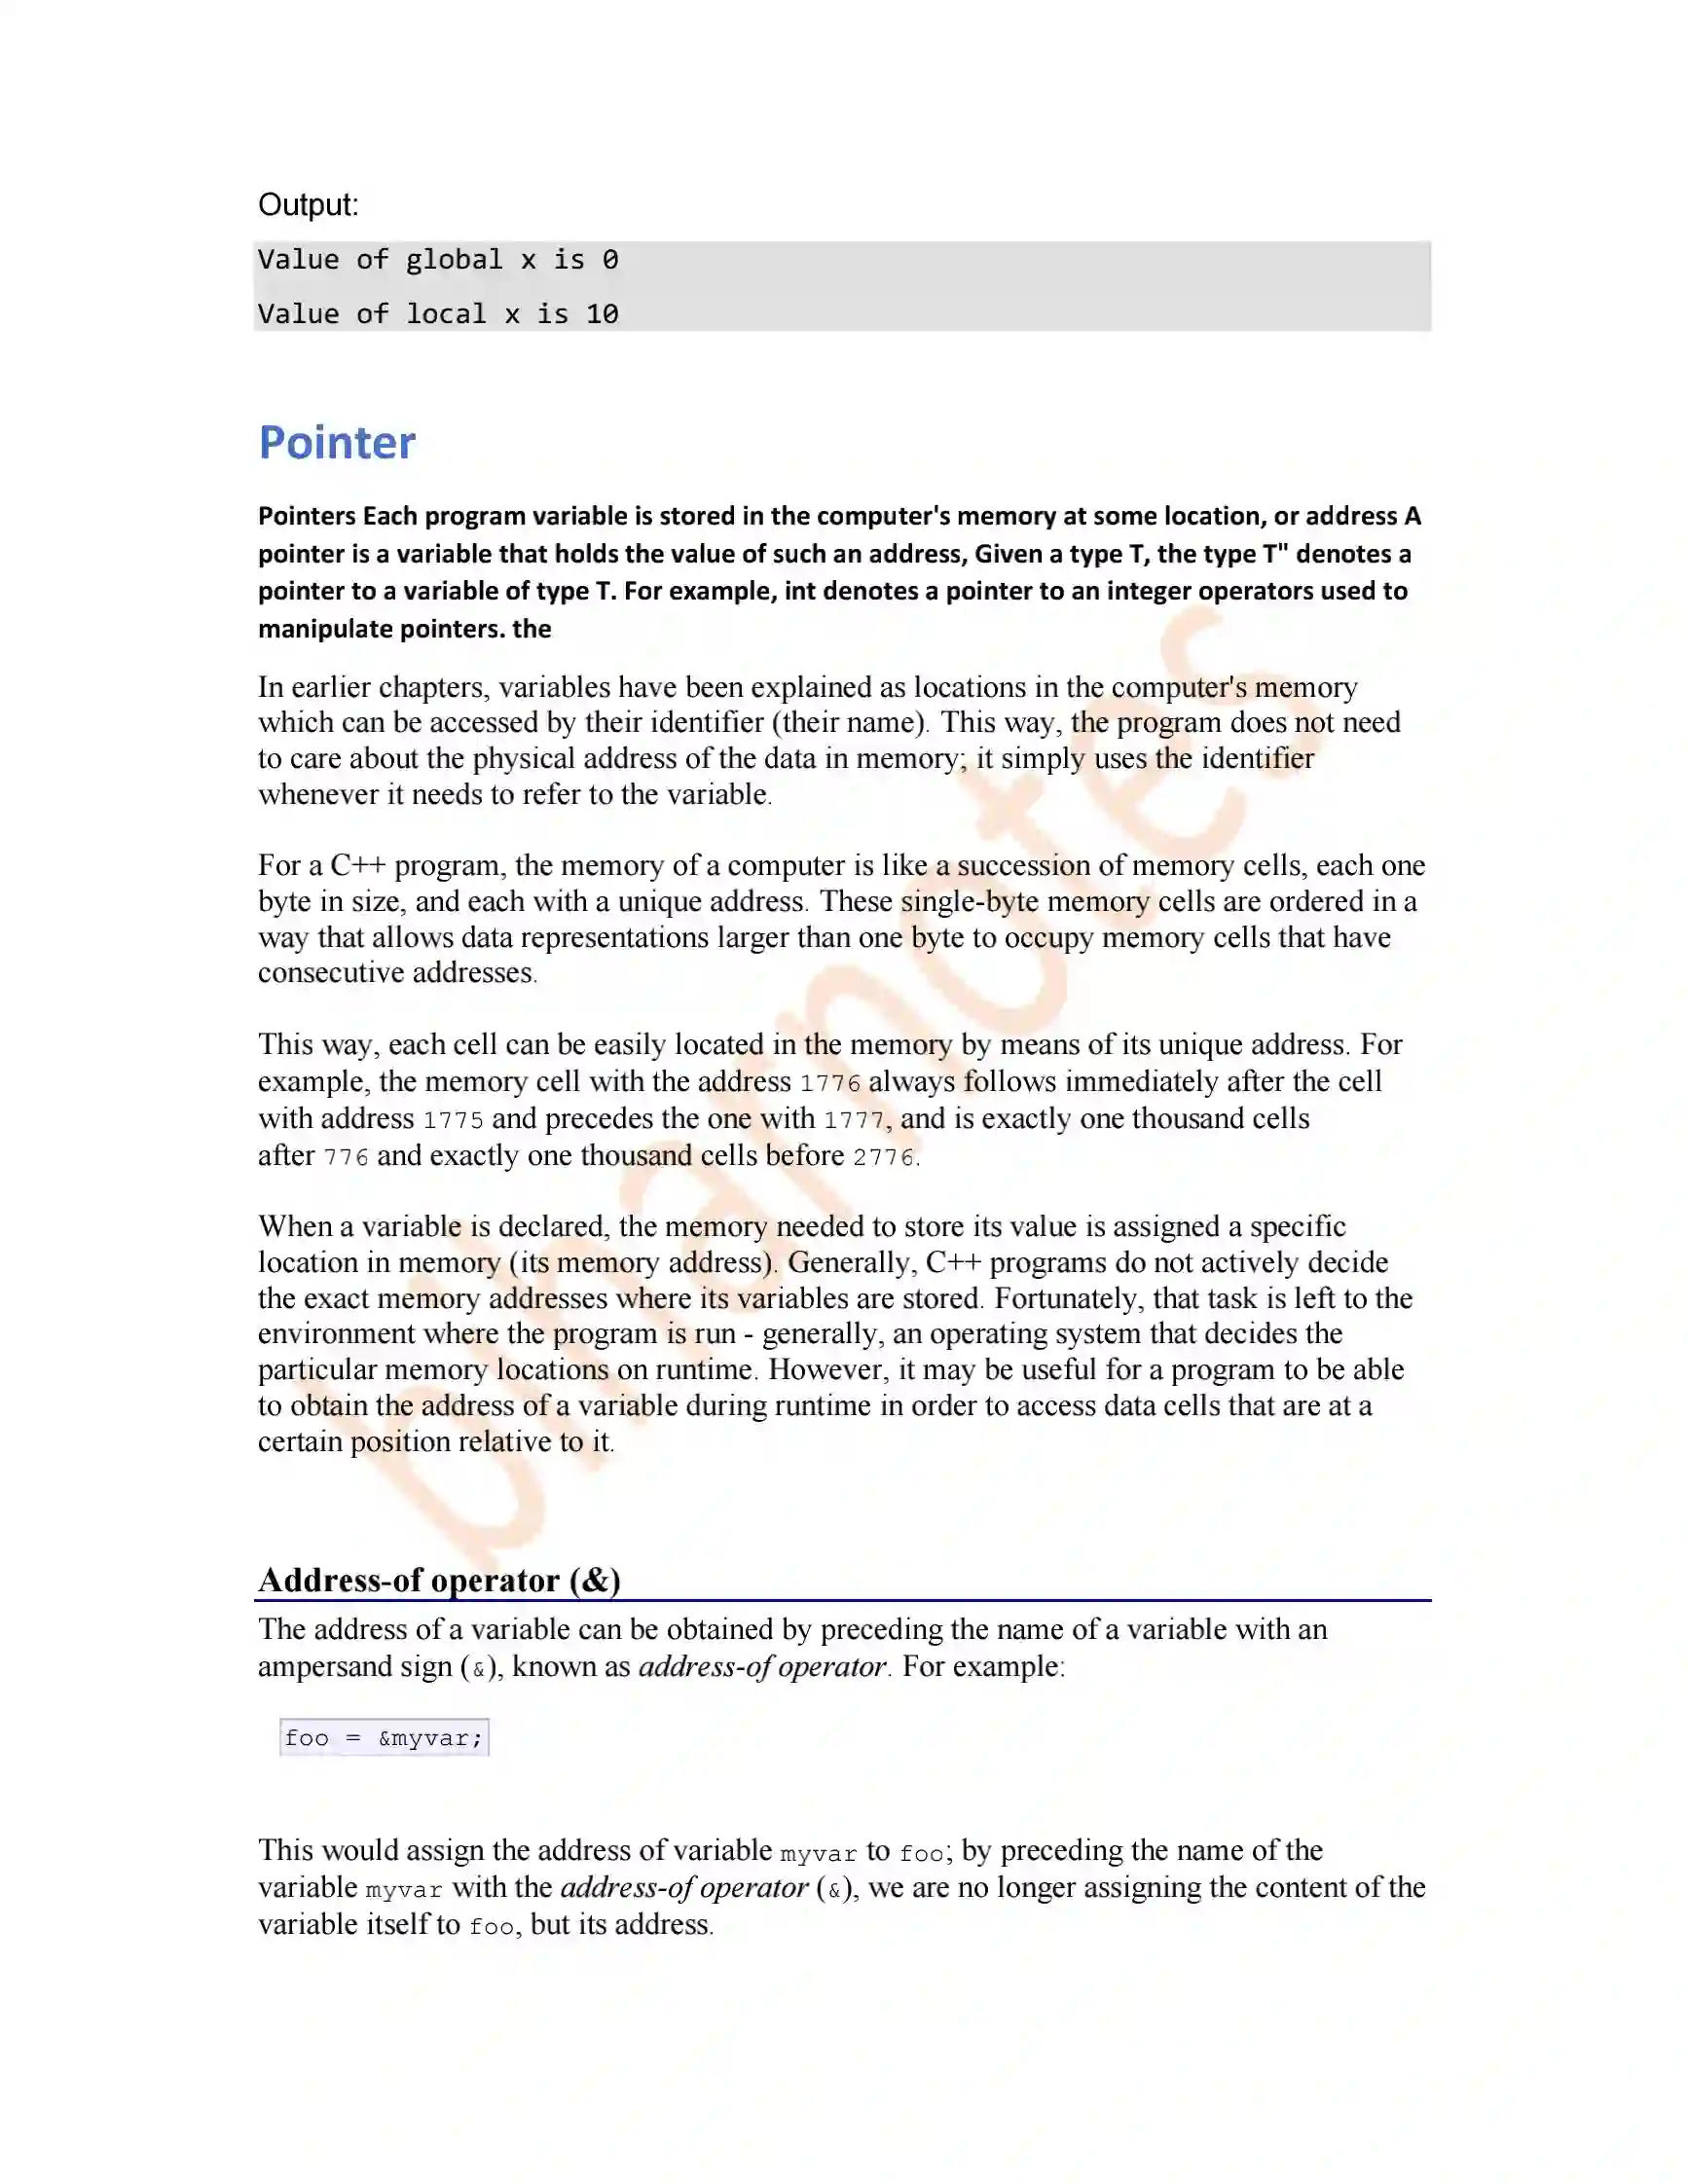 Output:
Value of global x is 0
Value of local x is 10
Pointer
Pointers Each program variable is stored in the computer's memory at some location, or address A
pointer is a variable that holds the value of such an address, Given a type T, the type T" denotes a
pointer to a variable of type T. For example, int denotes a pointer to an integer operators used to
manipulate pointers. the
In earlier chapters, variables have been explained as locations in the computer's memory
which can be accessed by their identifier (their name). This way, the program does not need
to care about the physical address of the data in memory; it simply uses the identifier
whenever it needs to refer to the variable.
For a C++ program, the memory of a computer is like a succession of memory cells, each one
byte in size, and each with a unique address. These single-byte memory cells are ordered in a
way that allows data representations larger than one byte to occupy memory cells that have
consecutive addresses.
This way, each cell can be easily located in the memory by means of its unique address. For
example, the memory cell with the address 1776 always follows immediately after the cell
with address 1775 and precedes the one with 1777, and is exactly one thousand cells
after 776 and exactly one thousand cells before 2776.
When a variable is declared, the memory needed to store its value is assigned a specific
location in memory (its memory address). Generally, C++ programs do not actively decide
the exact memory addresses where its variables are stored. Fortunately, that task is left to the
environment where the program is run - generally, an operating system that decides the
particular memory locations on runtime. However, it may be useful for a program to be able
to obtain the address of a variable during runtime in order to access data cells that are at a
certain position relative to it.
Address-of operator (&)
The address of a variable can be obtained by preceding the name of a variable with an
ampersand sign (&), known as address-of operator. For example:
foo = &myvar;
This would assign the address of variable myvar to foo; by preceding the name of the
variable myvar with the address-of operator (&), we are no longer assigning the content of the
variable itself to foo, but its address.
biharnotes